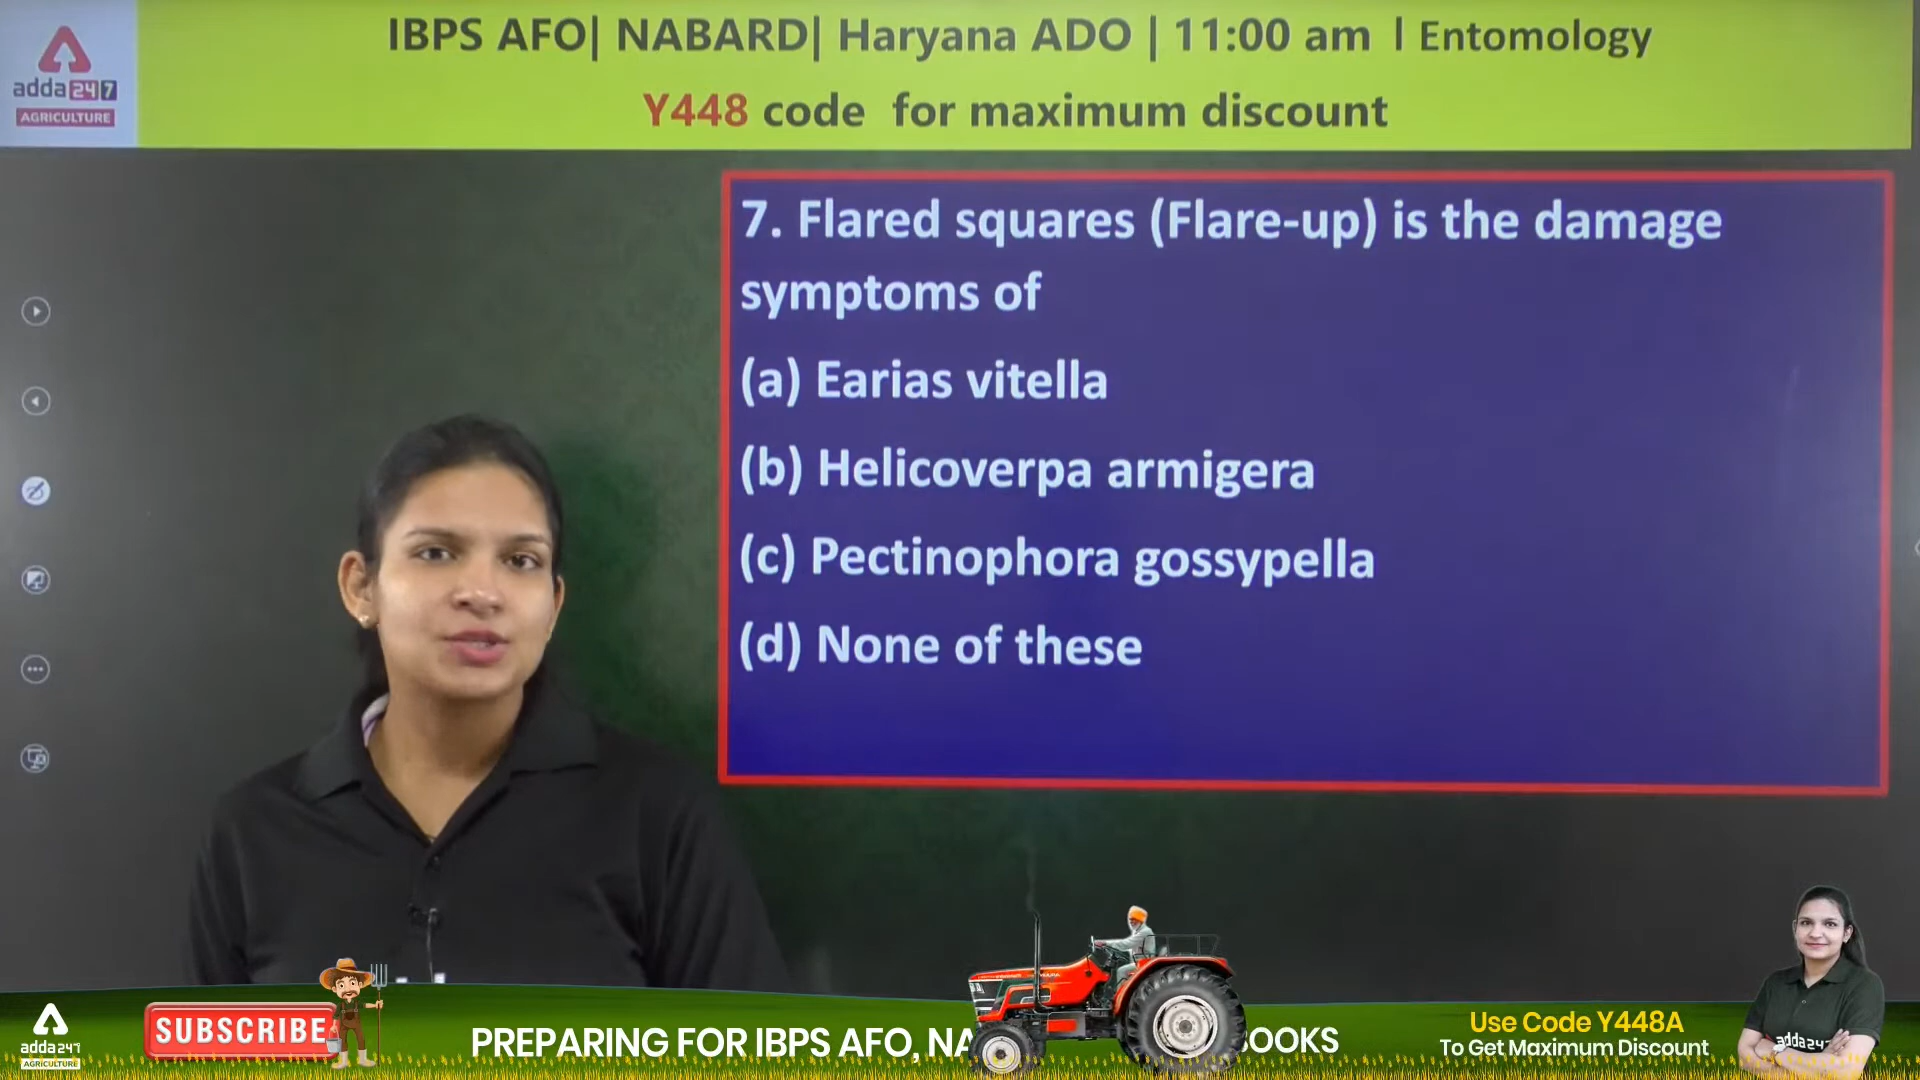 IBPS AFO| NABARD| Haryana ADO | 11:00 am l Entomology
Y448 code for maximum discount
adda247
AGRICULTURE
7. Flared squares (Flare-up) is the damage
symptoms of
(a) Earias vitella
(b) Helicoverpa armigera
(c) Pectinophora gossypella
(d) None of these
adda247
AGRICULTURE
SUBSCRIBE
PREPARING FOR IBPS AFO, NA
OOKS
Use Code Y448A
To Get Maximum Discount
adda247